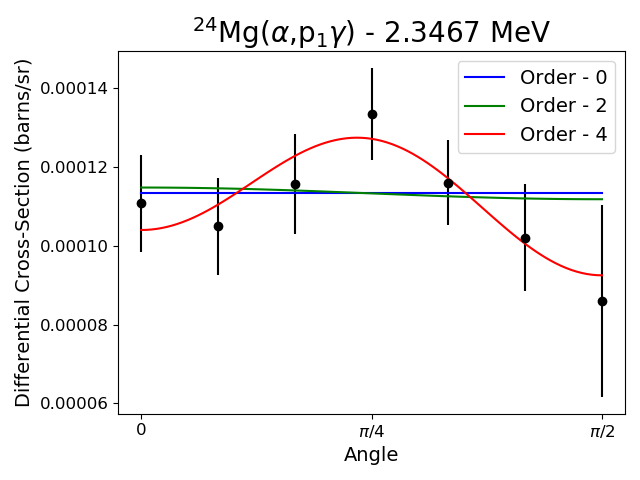 ²⁴Mg(α,p₁γ) - 2.3467 MeV
Order - 0
Order - 2
Order - 4
Differential Cross-Section (barns/sr)
0.00014
0.00012
0.00010
0.00008
0.00006
0
π/4
π/2
Angle